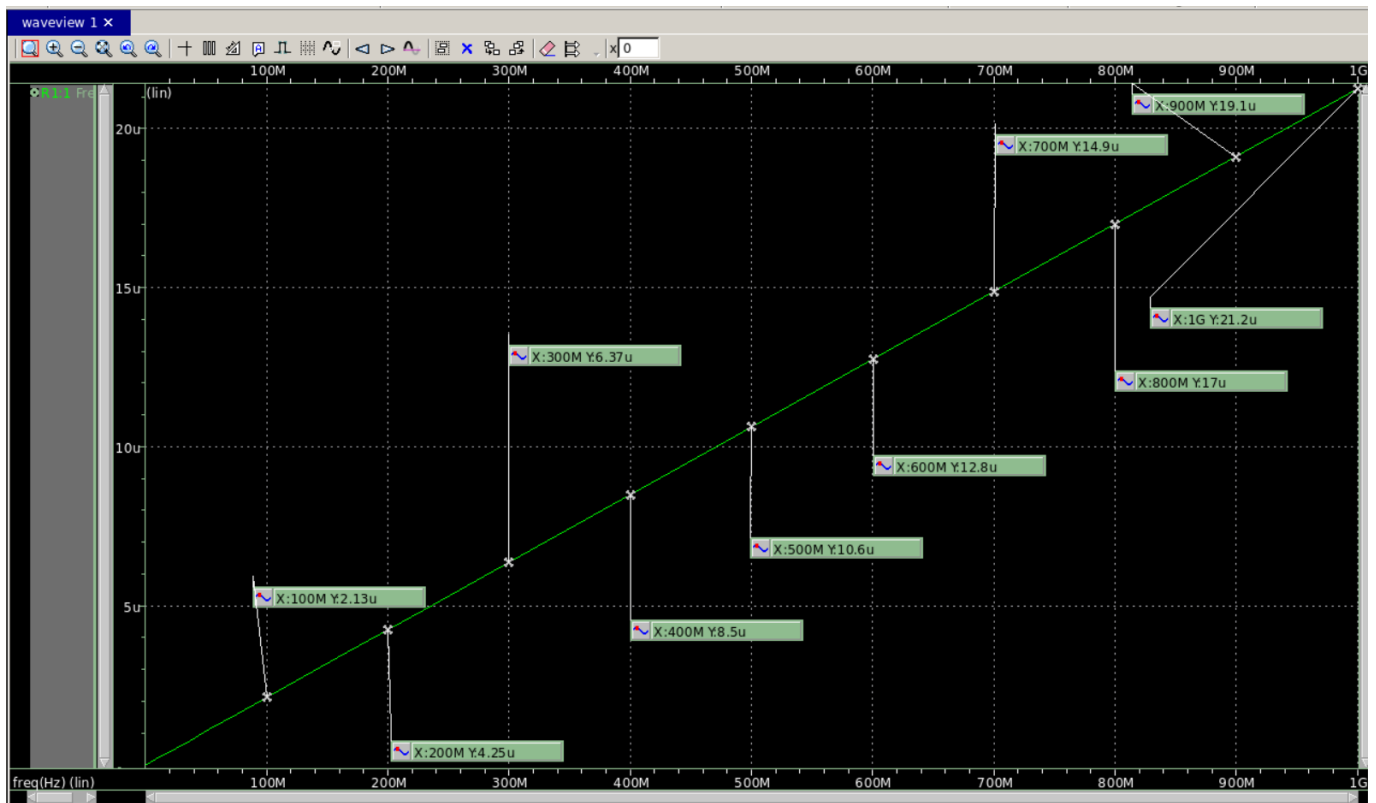 waveview 1 ×
x 0
100M 200M 300M 400M 500M 600M 700M 800M 900M 1G
R1:1 Fre
(lin)
X:900M Y:19.1u
20u
X:700M Y:14.9u
15u
X:1G Y:21.2u
X:300M Y:6.37u
X:800M Y:17u
10u
X:600M Y:12.8u
X:500M Y:10.6u
X:100M Y:2.13u
5u
X:400M Y:8.5u
X:200M Y:4.25u
freq(Hz) (lin) 100M 200M 300M 400M 500M 600M 700M 800M 900M 1G